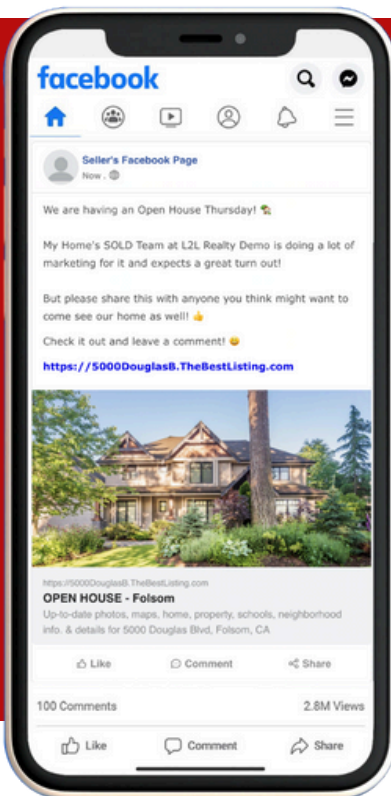 facebook
Seller's Facebook Page
Now .
We are having an Open House Thursday! 🏡
My Home's SOLD Team at L2L Realty Demo is doing a lot of
marketing for it and expects a great turn out!
But please share this with anyone you think might want to
come see our home as well! 👍
Check it out and leave a comment! 😀
https://5000DouglasB.TheBestListing.com
https://5000DouglasB.TheBestListing.com
OPEN HOUSE - Folsom
Up-to-date photos, maps, home, property, schools, neighborhood
info. & details for 5000 Douglas Blvd, Folsom, CA
Like Comment Share
100 Comments 2.8M Views
Like Comment Share